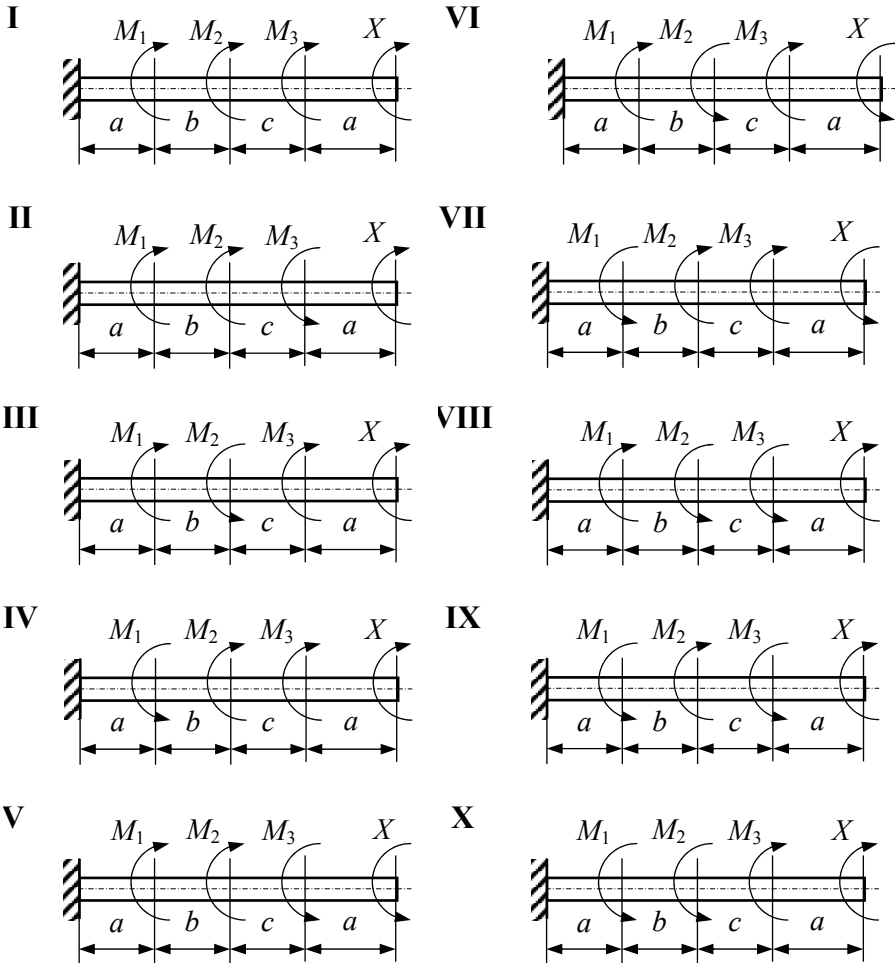 I
M₁ M₂ M₃ X
a b c a
VI
M₁ M₂ M₃ X
a b c a
II
M₁ M₂ M₃ X
a b c a
VII
M₁ M₂ M₃ X
a b c a
III
M₁ M₂ M₃ X
a b c a
VIII
M₁ M₂ M₃ X
a b c a
IV
M₁ M₂ M₃ X
a b c a
IX
M₁ M₂ M₃ X
a b c a
V
M₁ M₂ M₃ X
a b c a
X
M₁ M₂ M₃ X
a b c a